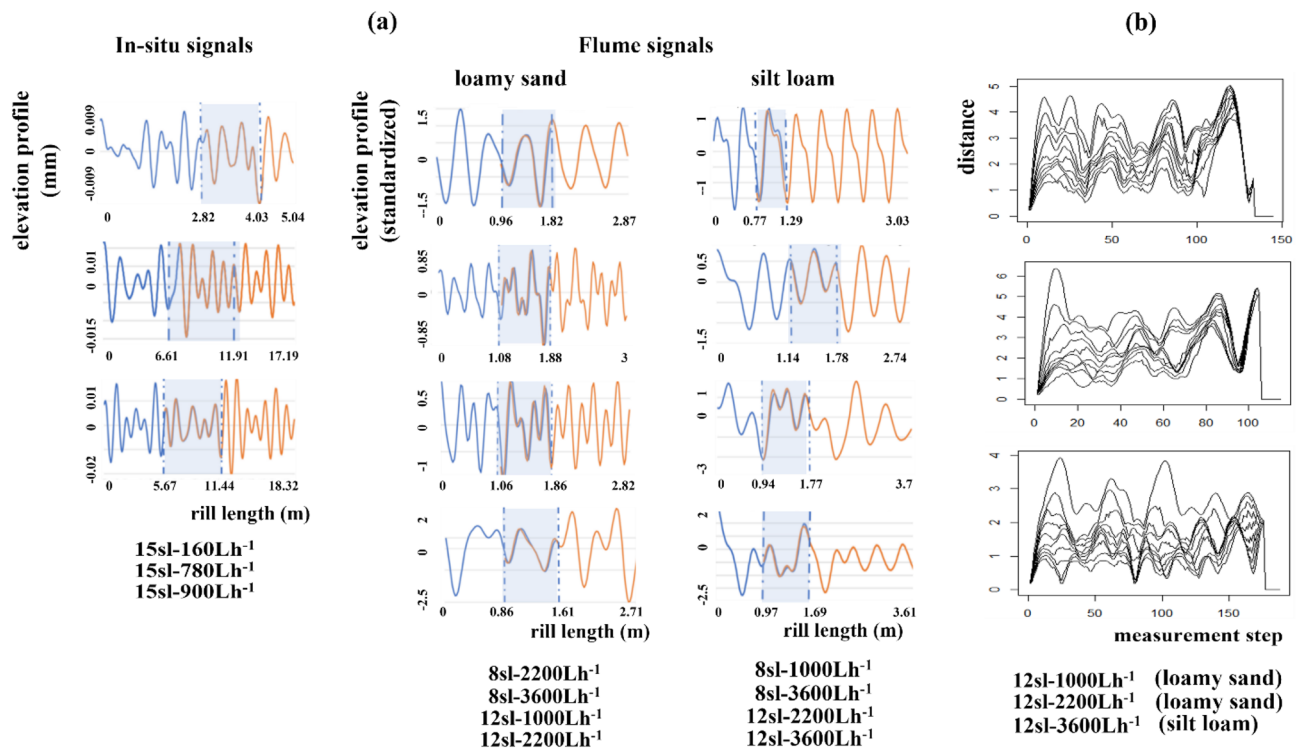 (a)
(b)
In-situ signals
Flume signals
loamy sand
silt loam
elevation profile
(mm)
0.009
0
-0.009
0 2.82 4.03 5.04
0.01
0
-0.015
0 6.61 11.91 17.19
0.01
0
-0.02
0 5.67 11.44 18.32
rill length (m)
15sl-160Lh⁻¹
15sl-780Lh⁻¹
15sl-900Lh⁻¹
elevation profile
(standardized)
1.5
0
-1.5
0 0.96 1.82 2.87
0.85
0
-0.85
0 1.08 1.88 3
0.5
0
-1
0 1.06 1.86 2.82
2
0
-2.5
0 0.86 1.61 2.71
rill length (m)
8sl-2200Lh⁻¹
8sl-3600Lh⁻¹
12sl-1000Lh⁻¹
12sl-2200Lh⁻¹
1
0
-1
0 0.77 1.29 3.03
0.5
0
-1.5
0 1.14 1.78 2.74
1
0
-3
0 0.94 1.77 3.7
2
0
-2.5
0 0.97 1.69 3.61
rill length (m)
8sl-1000Lh⁻¹
8sl-3600Lh⁻¹
12sl-2200Lh⁻¹
12sl-3600Lh⁻¹
distance
5
4
3
2
1
0
0 50 100 150
6
5
4
3
2
1
0
0 20 40 60 80 100
4
3
2
1
0
0 50 100 150
measurement step
12sl-1000Lh⁻¹ (loamy sand)
12sl-2200Lh⁻¹ (loamy sand)
12sl-3600Lh⁻¹ (silt loam)